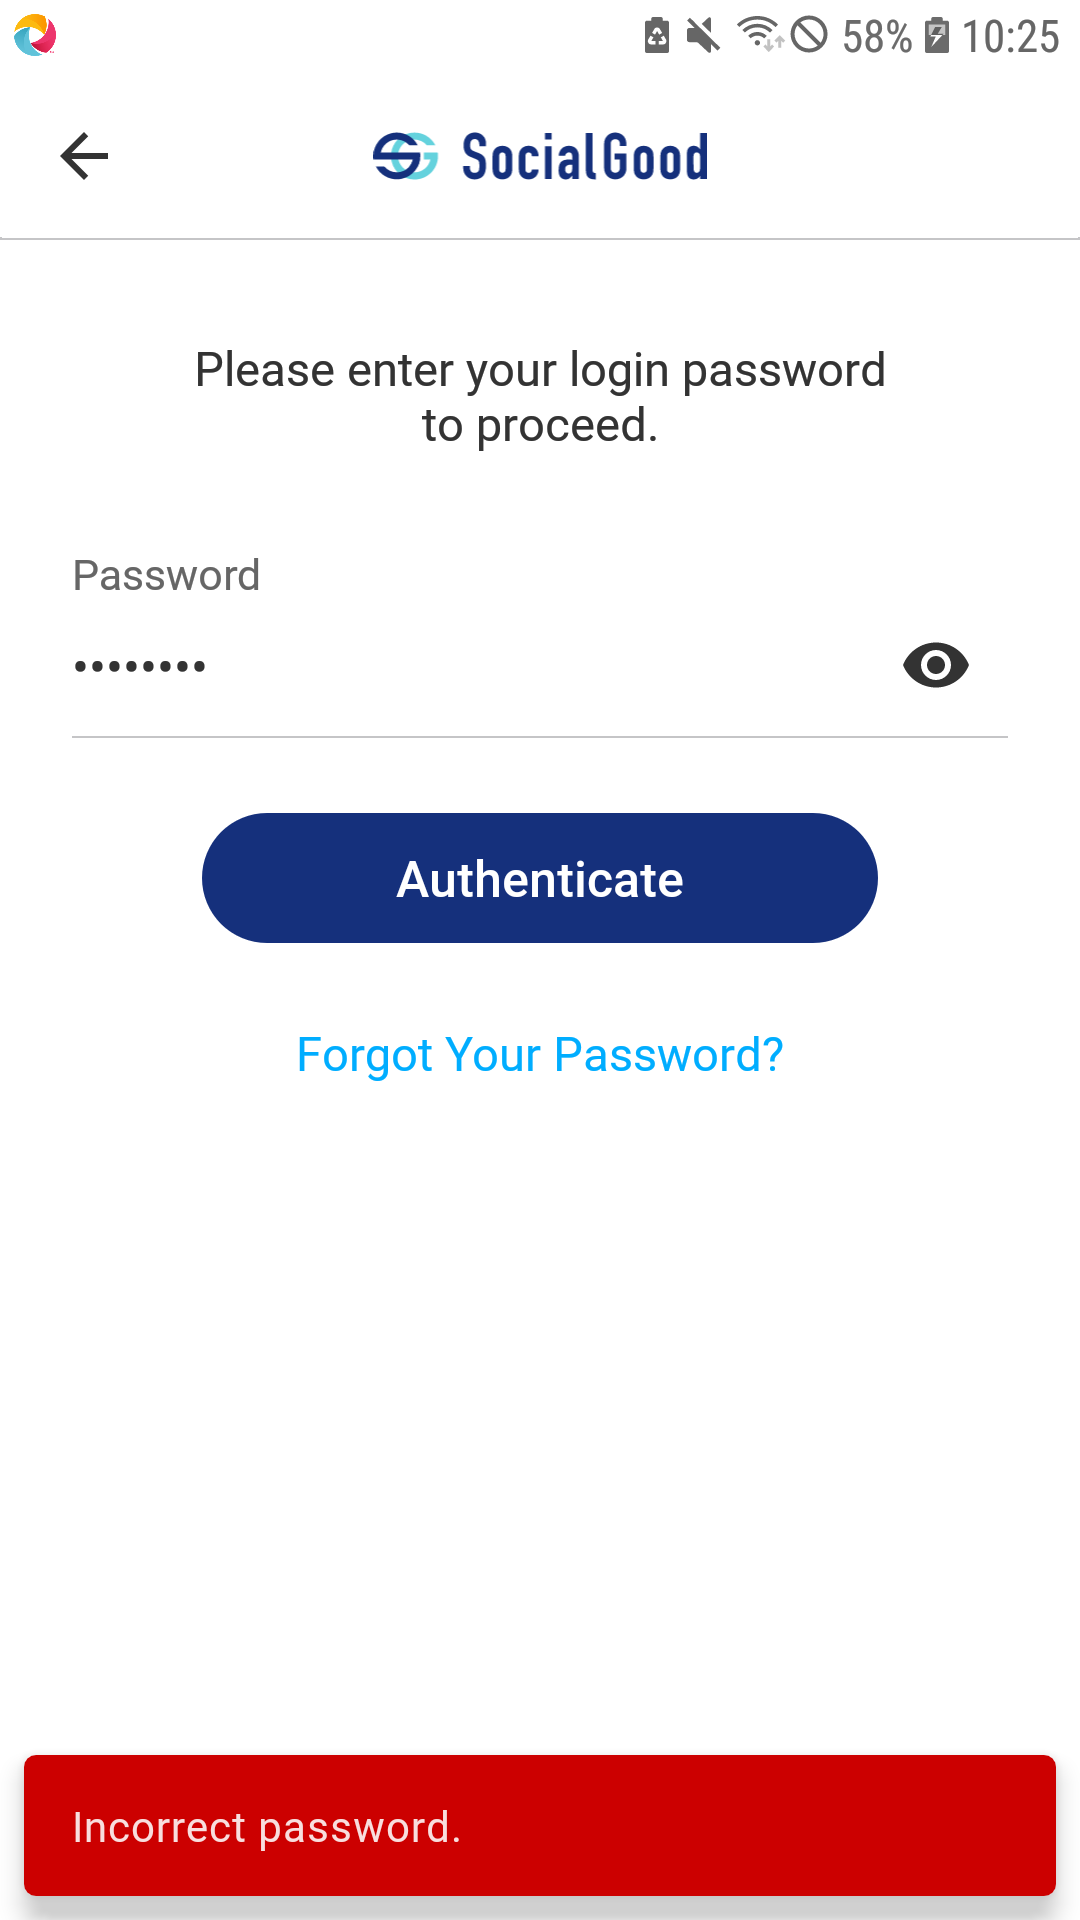 58% 10:25
SocialGood
Please enter your login password
to proceed.
Password
••••••••
Authenticate
Forgot Your Password?
Incorrect password.